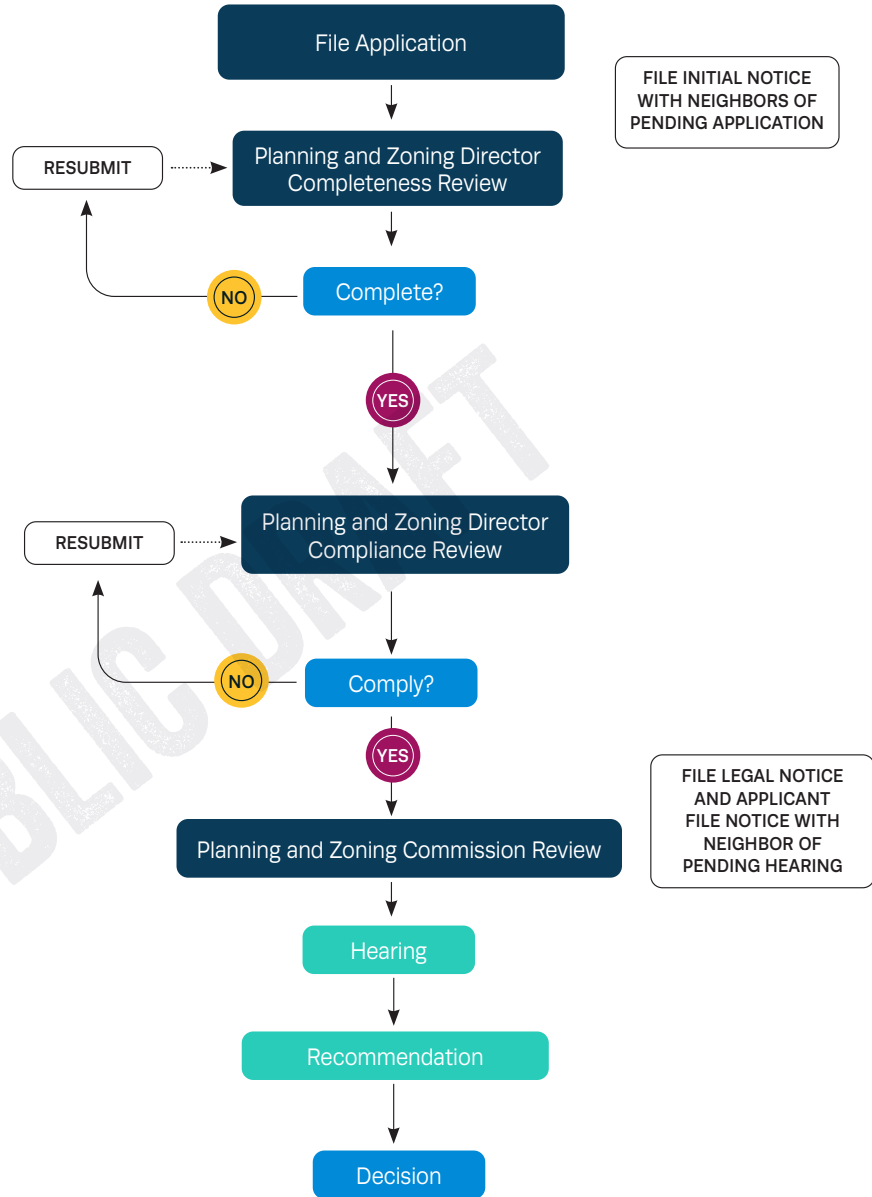 File Application
FILE INITIAL NOTICE
WITH NEIGHBORS OF
PENDING APPLICATION
RESUBMIT
Planning and Zoning Director
Completeness Review
NO
Complete?
YES
RESUBMIT
Planning and Zoning Director
Compliance Review
NO
Comply?
YES
FILE LEGAL NOTICE
AND APPLICANT
FILE NOTICE WITH
NEIGHBOR OF
PENDING HEARING
Planning and Zoning Commission Review
Hearing
Recommendation
Decision
BLIC DRAFT